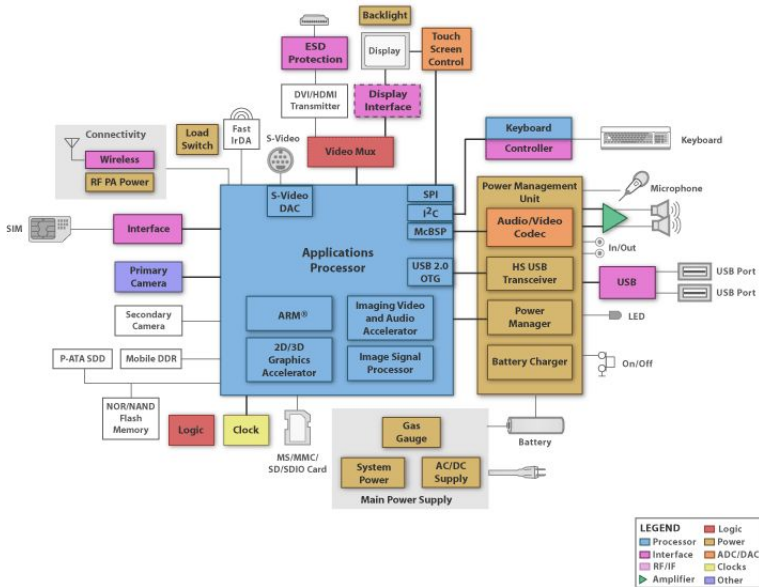 Backlight
ESD
Protection
Display
Touch
Screen
Control
DVI/HDMI
Transmitter
Display
Interface
Connectivity
Wireless
RF PA Power
Load
Switch
Fast
IrDA
S-Video
Video Mux
Keyboard
Controller
Keyboard
S-Video
DAC
SPI
I²C
McBSP
USB 2.0
OTG
Applications
Processor
ARM®
Imaging Video
and Audio
Accelerator
2D/3D
Graphics
Accelerator
Image Signal
Processor
Power Management
Unit
Audio/Video
Codec
HS USB
Transceiver
Power
Manager
Battery Charger
Microphone
In/Out
USB
USB Port
USB Port
LED
On/Off
Battery
SIM
Interface
Primary
Camera
Secondary
Camera
P-ATA SDD
Mobile DDR
NOR/NAND
Flash
Memory
Logic
Clock
MS/MMC/
SD/SDIO Card
Gas
Gauge
System
Power
AC/DC
Supply
Main Power Supply
LEGEND
Processor
Interface
RF/IF
Amplifier
Logic
Power
ADC/DAC
Clocks
Other